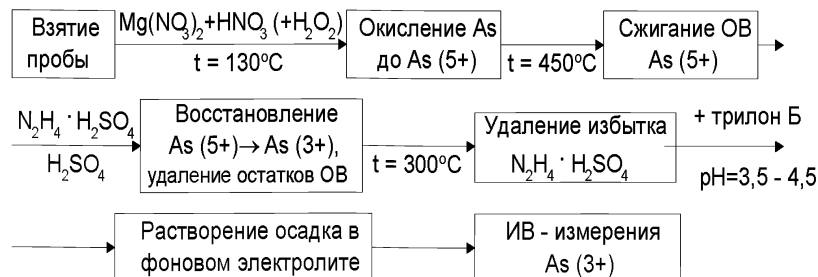 Взятие пробы
Mg(NO₃)₂+HNO₃ (+H₂O₂)
t = 130°C
Окисление As до As (5+)
t = 450°C
Сжигание ОВ
As (5+)
N₂H₄ · H₂SO₄
H₂SO₄
Восстановление
As (5+)→ As (3+),
удаление остатков ОВ
t = 300°C
Удаление избытка
N₂H₄ · H₂SO₄
+ трилон Б
pH=3,5 - 4,5
Растворение осадка в
фоновом электролите
ИВ - измерения
As (3+)